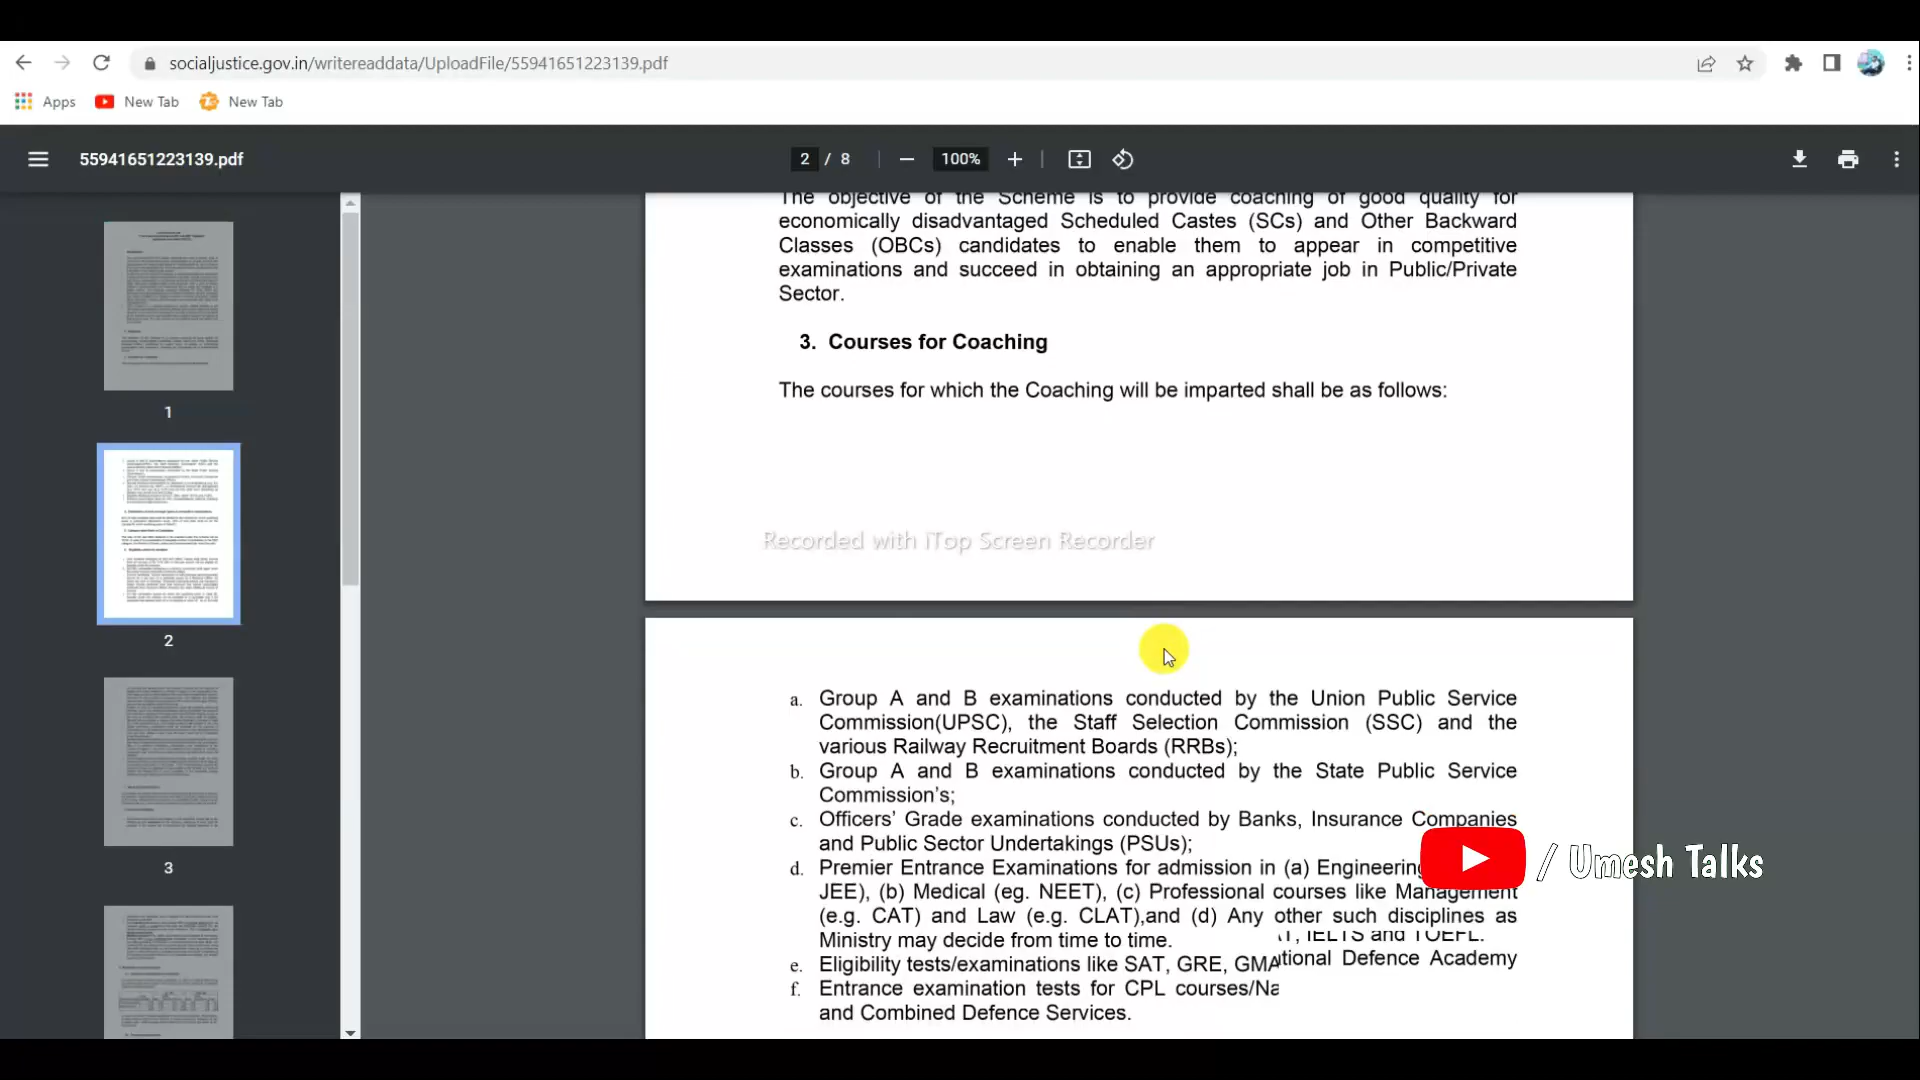 socialjustice.gov.in/writereaddata/UploadFile/55941651223139.pdf
Apps New Tab New Tab
55941651223139.pdf 2 / 8 100%
The objective of the Scheme is to provide coaching of good quality for
economically disadvantaged Scheduled Castes (SCs) and Other Backward
Classes (OBCs) candidates to enable them to appear in competitive
examinations and succeed in obtaining an appropriate job in Public/Private
Sector.
3. Courses for Coaching
The courses for which the Coaching will be imparted shall be as follows:
Recorded with iTop Screen Recorder
a. Group A and B examinations conducted by the Union Public Service
Commission(UPSC), the Staff Selection Commission (SSC) and the
various Railway Recruitment Boards (RRBs);
b. Group A and B examinations conducted by the State Public Service
Commission’s;
c. Officers’ Grade examinations conducted by Banks, Insurance Companies
and Public Sector Undertakings (PSUs);
d. Premier Entrance Examinations for admission in (a) Engineering
JEE), (b) Medical (eg. NEET), (c) Professional courses like Management
(e.g. CAT) and Law (e.g. CLAT),and (d) Any other such disciplines as
Ministry may decide from time to time.
e. Eligibility tests/examinations like SAT, GRE, GMAT, IELTS and TOEFL.
f. Entrance examination tests for CPL courses/National Defence Academy
and Combined Defence Services.
/ Umesh Talks
1
2
3